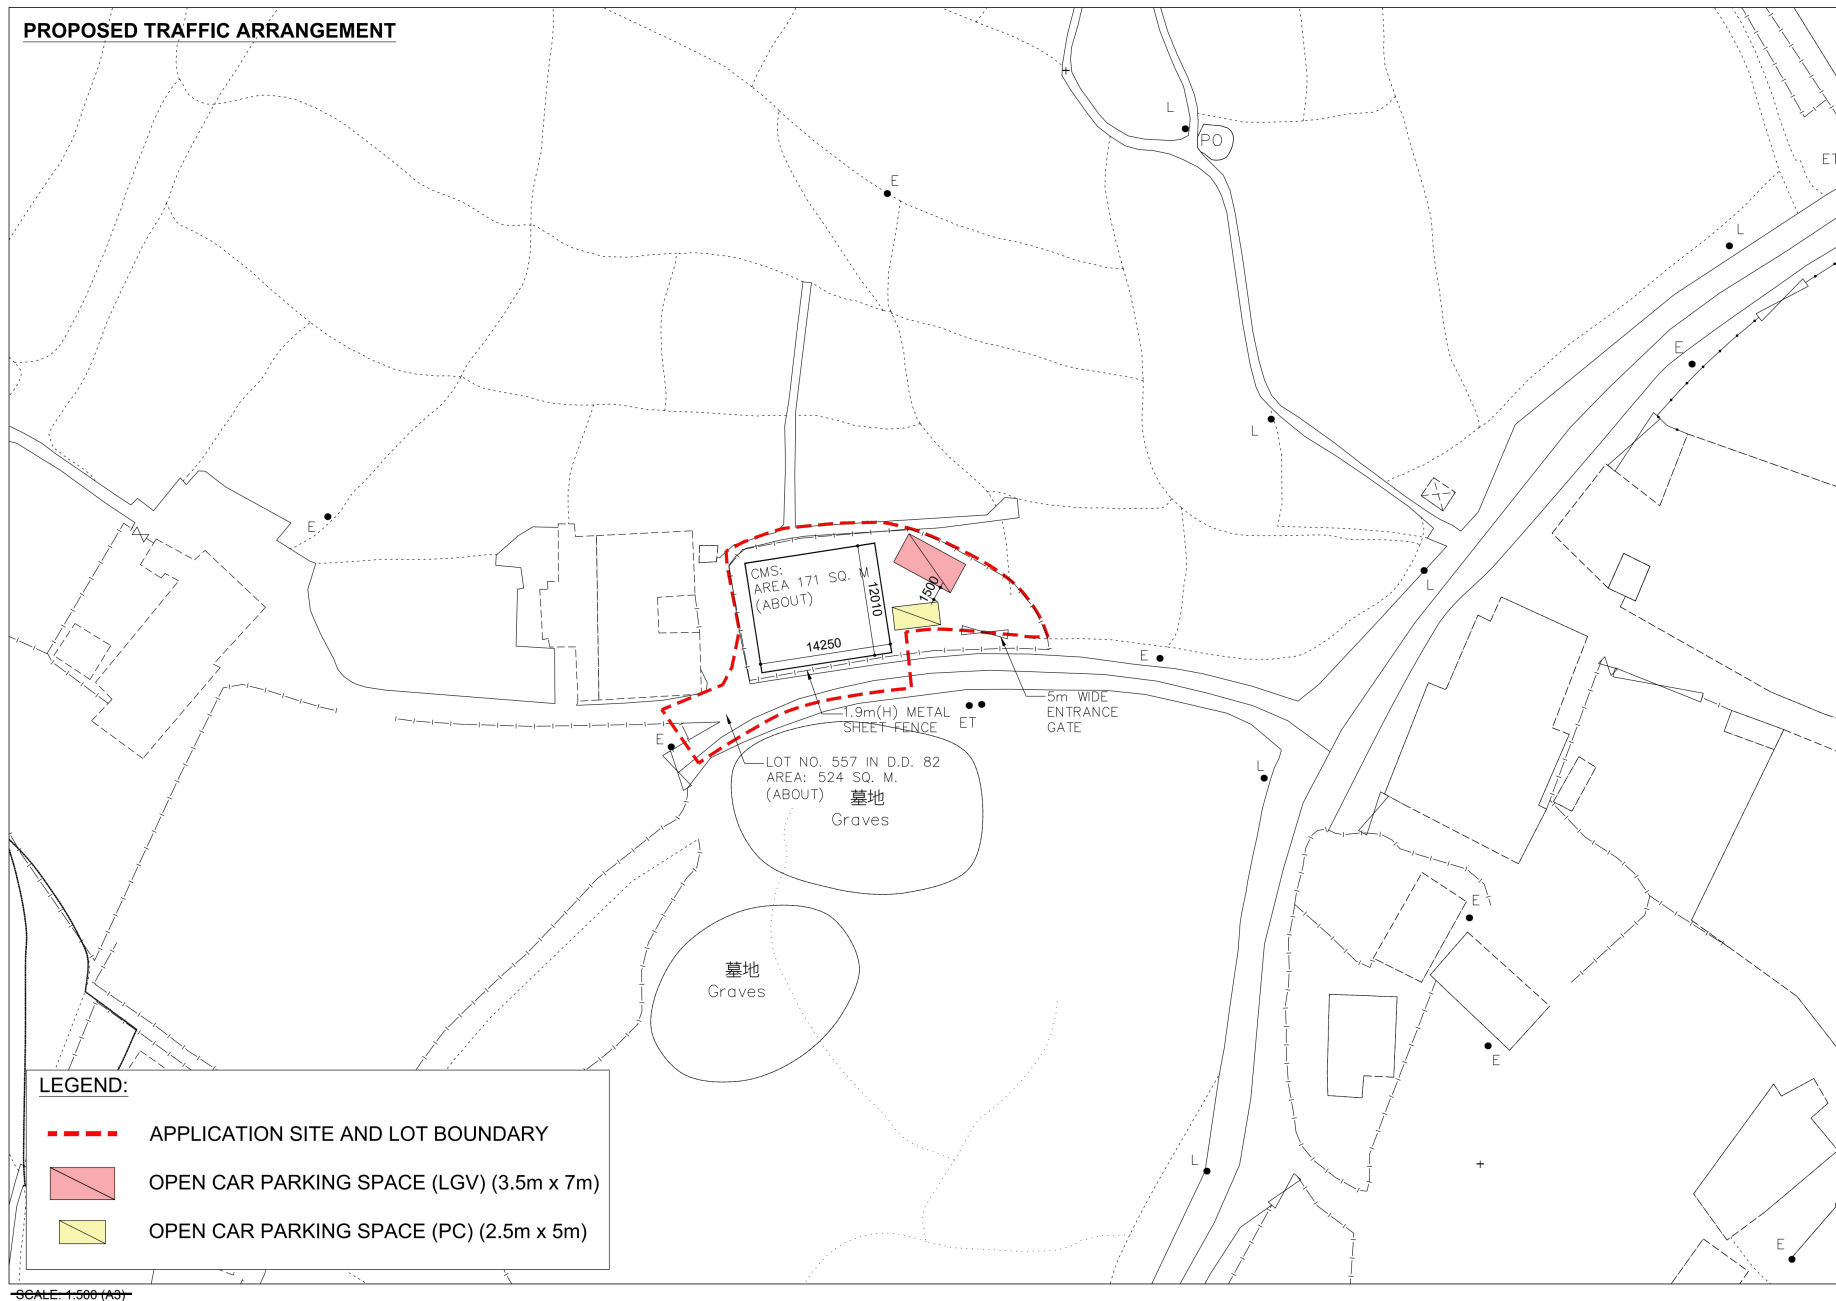 PROPOSED TRAFFIC ARRANGEMENT
L
PO
ET
E
L
E
L
E
L
CMS:
AREA 171 SQ. M
(ABOUT)
12010
1500
14250
E
5m WIDE
ENTRANCE
GATE
1.9m(H) METAL
SHEET FENCE
ET
E
LOT NO. 557 IN D.D. 82
AREA: 524 SQ. M.
(ABOUT)
L
墓地
Graves
E
墓地
Graves
E
L
E
LEGEND:
APPLICATION SITE AND LOT BOUNDARY
OPEN CAR PARKING SPACE (LGV) (3.5m x 7m)
OPEN CAR PARKING SPACE (PC) (2.5m x 5m)
SCALE: 1:500 (A3)